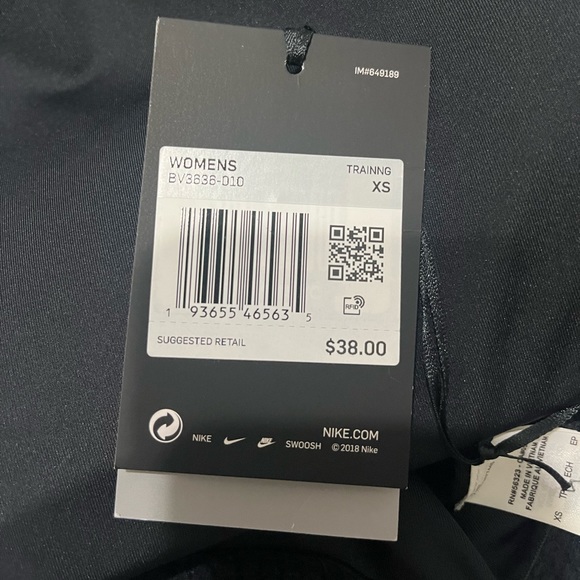 IM#649189
WOMENS
TRAINNG
BV3636-010
XS
RFID
1 93655 46563 5
SUGGESTED RETAIL
$38.00
NIKE
SWOOSH
NIKE.COM
© 2018 Nike
MADE IN VIETNAM
XS